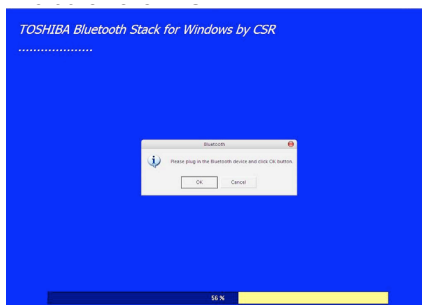 TOSHIBA Bluetooth Stack for Windows by CSR
...................
Bluetooth
Please plug in the Bluetooth device and click OK button.
OK Cancel
56 %